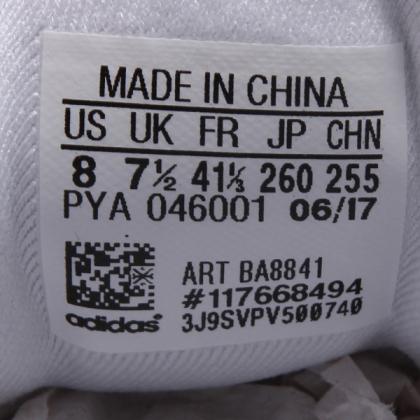 MADE IN CHINA
US UK FR JP CHN
8 7½ 41⅓ 260 255
PYA 046001 06/17
ART BA8841
#117668494
adidas 3J9SVPV500740